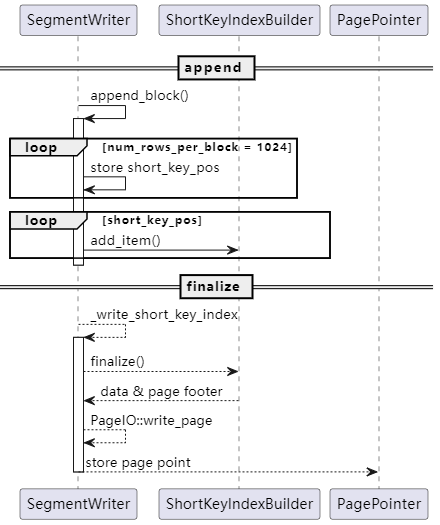 SegmentWriter ShortKeyIndexBuilder PagePointer
append
append_block()
loop [num_rows_per_block = 1024]
store short_key_pos
loop [short_key_pos]
add_item()
finalize
_write_short_key_index
finalize()
data & page footer
PageIO::write_page
store page point
SegmentWriter ShortKeyIndexBuilder PagePointer